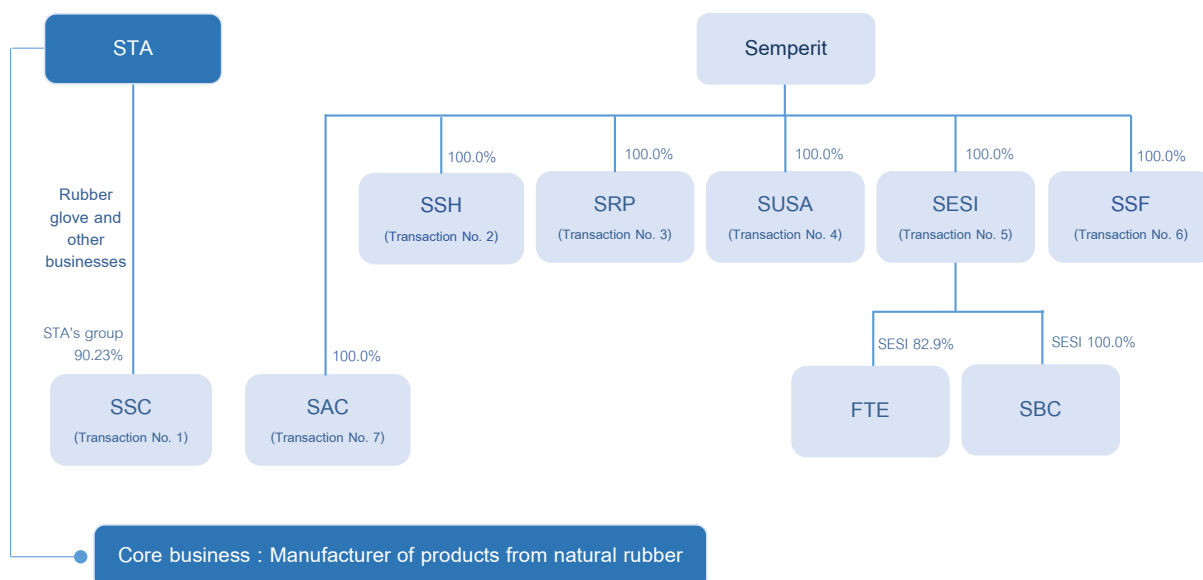 STA
Semperit
100.0%
100.0%
100.0%
100.0%
100.0%
Rubber
glove and
other
businesses
SSH
(Transaction No. 2)
SRP
(Transaction No. 3)
SUSA
(Transaction No. 4)
SESI
(Transaction No. 5)
SSF
(Transaction No. 6)
STA's group
90.23%
100.0%
SESI 82.9%
SESI 100.0%
SSC
(Transaction No. 1)
SAC
(Transaction No. 7)
FTE
SBC
Core business : Manufacturer of products from natural rubber